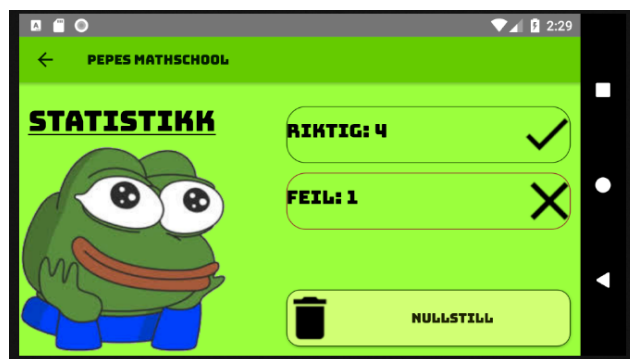 2:29
PEPES MATHSCHOOL
STATISTIKK
RIKTIG: 4
FEIL: 1
NULLSTILL